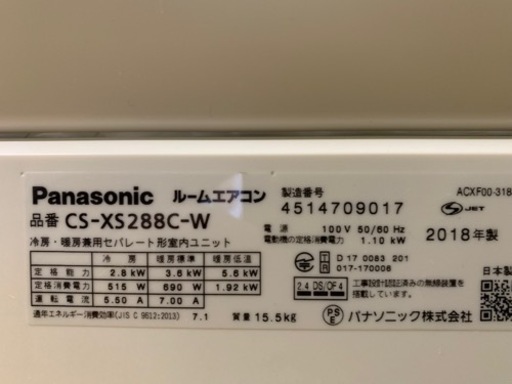 Panasonic ルームエアコン
品番 CS-XS288C-W
冷房・暖房兼用セパレート形室内ユニット
冷房 暖房標準 暖房低温
定格能力 2.8 kW 3.6 kW 5.6 kW
定格消費電力 515 W 690 W 1.92 kW
運転電流 5.50 A 7.00 A
通年エネルギー消費効率(JIS C 9612:2013) 7.1 質量 15.5kg
製造番号
4514709017
ACXF00-318
JET
電源 100V 50/60 Hz
電動機の定格消費電力 1.10 kW
2018年製
D 17 0083 201
017-170006
日本製
2.4 DS/OF4
工事設計認証済みの無線装置を
搭載しています。
PS
E
パナソニック株式会社